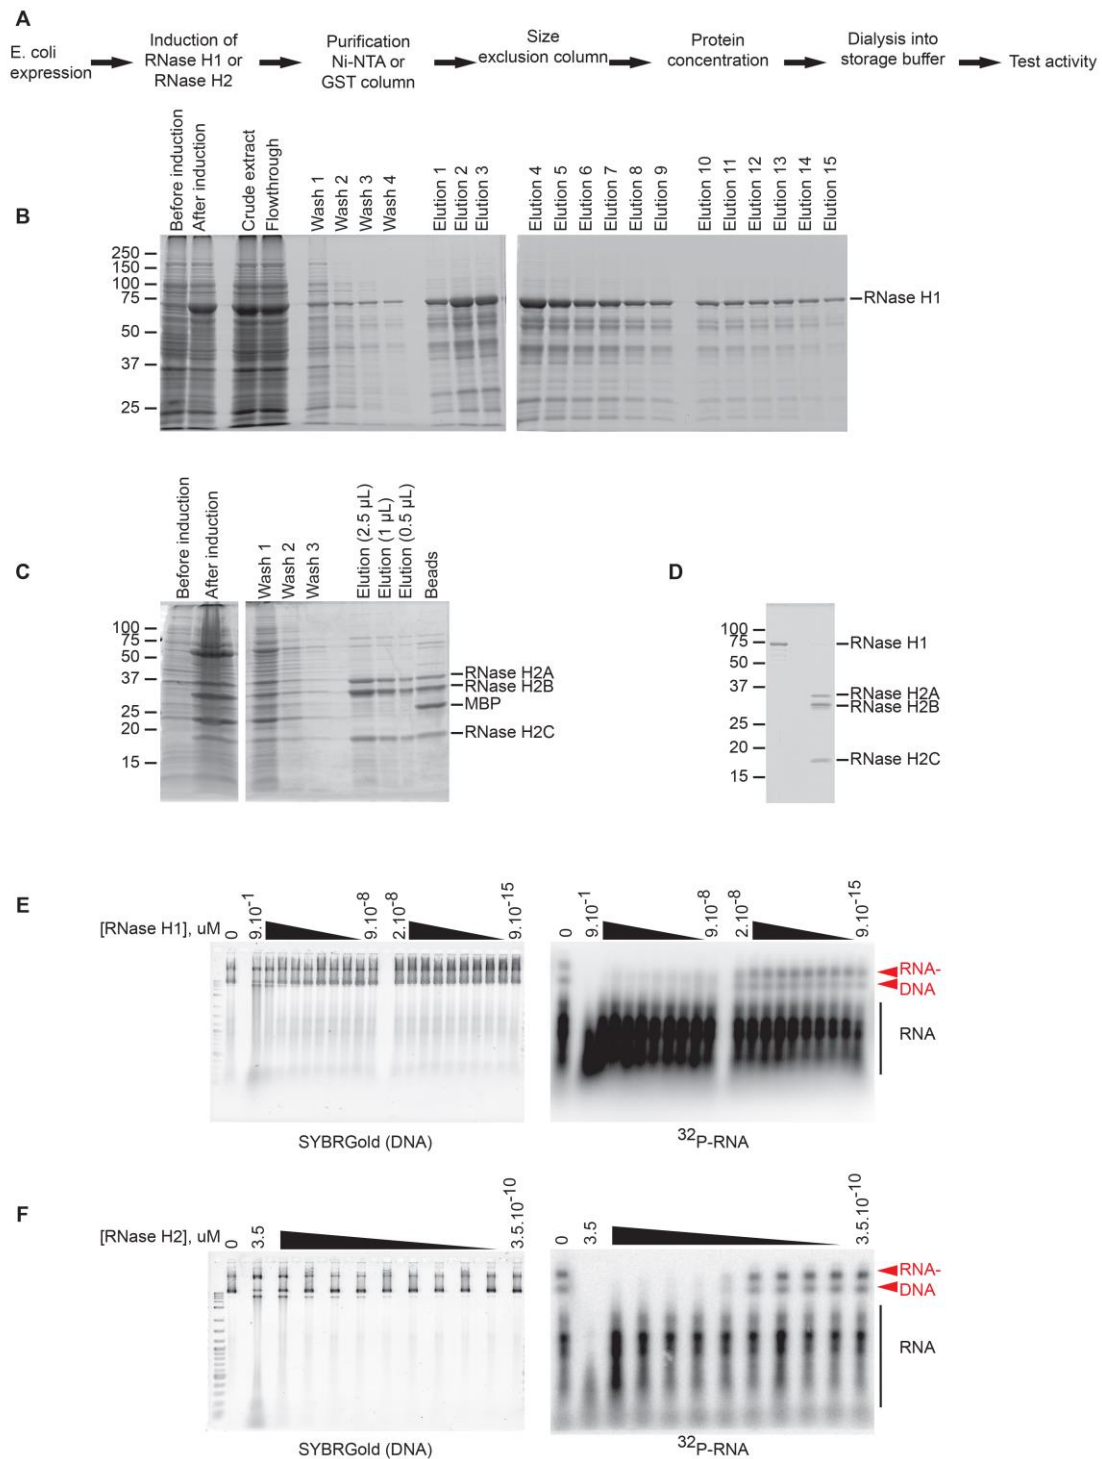 A
E. coli
expression
Induction of
RNase H1 or
RNase H2
Purification
Ni-NTA or
GST column
Size
exclusion column
Protein
concentration
Dialysis into
storage buffer
Test activity
B
Before induction
After induction
Crude extract
Flowthrough
Wash 1
Wash 2
Wash 3
Wash 4
Elution 1
Elution 2
Elution 3
Elution 4
Elution 5
Elution 6
Elution 7
Elution 8
Elution 9
Elution 10
Elution 11
Elution 12
Elution 13
Elution 14
Elution 15
250
150
100
75
50
37
25
RNase H1
C
Before induction
After induction
Wash 1
Wash 2
Wash 3
Elution (2.5 µL)
Elution (1 µL)
Elution (0.5 µL)
Beads
100
75
50
37
25
20
15
RNase H2A
RNase H2B
MBP
RNase H2C
D
100
75
50
37
25
20
15
RNase H1
RNase H2A
RNase H2B
RNase H2C
E
[RNase H1], uM
0
9.10⁻¹
9.10⁻⁸
2.10⁻⁸
9.10⁻¹⁵
0
9.10⁻¹
9.10⁻⁸
2.10⁻⁸
9.10⁻¹⁵
RNA-
DNA
RNA
SYBRGold (DNA)
³²P-RNA
F
[RNase H2], uM
0
3.5
3.5.10⁻¹⁰
0
3.5
3.5.10⁻¹⁰
RNA-
DNA
RNA
SYBRGold (DNA)
³²P-RNA